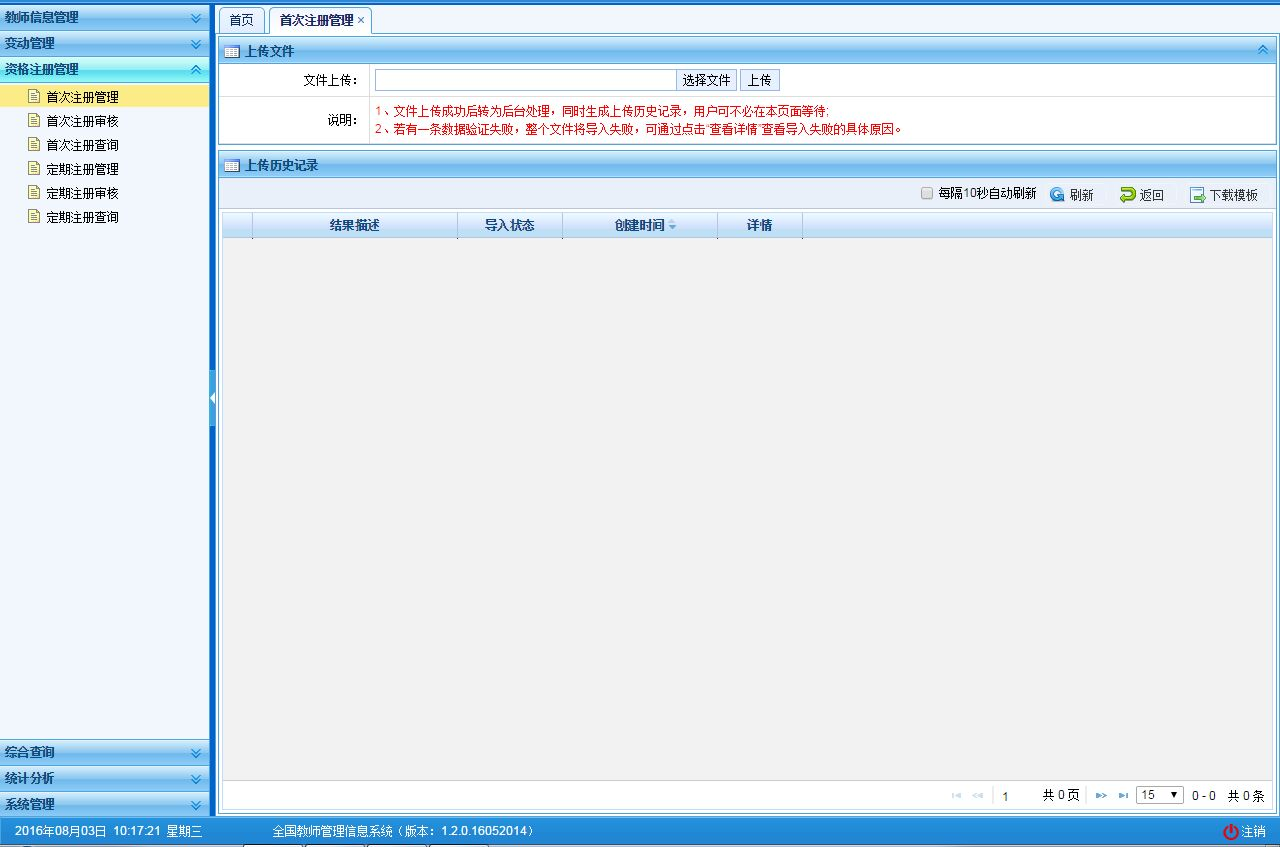 教师信息管理
变动管理
资格注册管理
首次注册管理
首次注册审核
首次注册查询
定期注册管理
定期注册审核
定期注册查询
综合查询
统计分析
系统管理
首页 首次注册管理 ×
上传文件
文件上传： 选择文件 上传
说明：
1、文件上传成功后转为后台处理，同时生成上传历史记录，用户可不必在本页面等待;
2、若有一条数据验证失败，整个文件将导入失败，可通过点击"查看详情"查看导入失败的具体原因。
上传历史记录
每隔10秒自动刷新 刷新 返回 下载模板
结果描述 导入状态 创建时间 详情
1 共 0 页 15 0 - 0 共 0 条
2016年08月03日 10:17:21 星期三 全国教师管理信息系统（版本：1.2.0.16052014） 注销